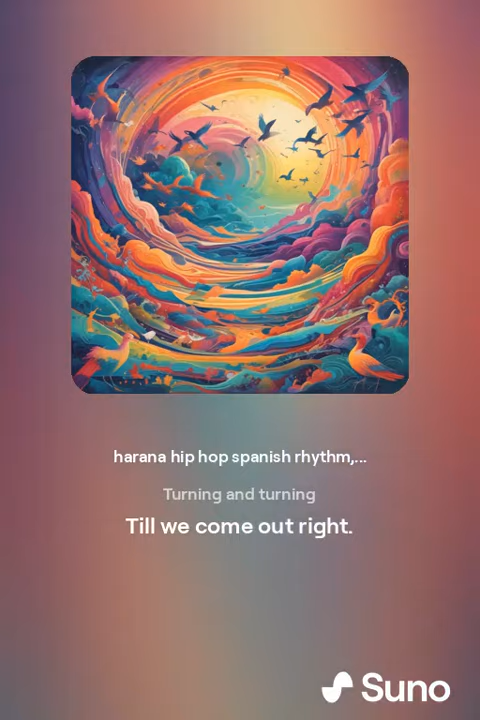 harana hip hop spanish rhythm,...
Turning and turning
Till we come out right.
Suno